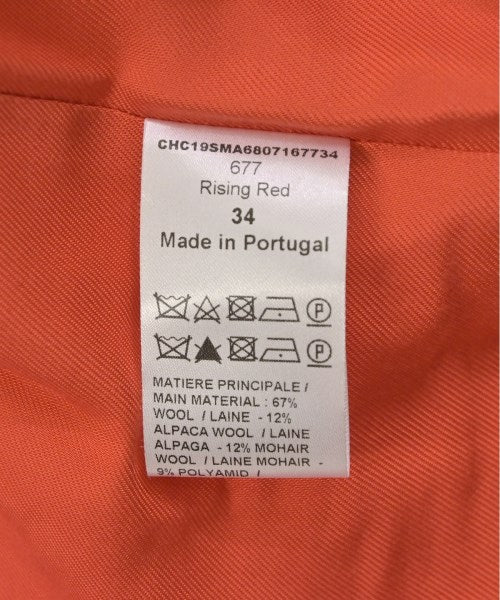 CHC19SMA6807167734
677
Rising Red
34
Made in Portugal
P
P
MATIERE PRINCIPALE /
MAIN MATERIAL : 67%
WOOL / LAINE - 12%
ALPACA WOOL / LAINE
ALPAGA - 12% MOHAIR
WOOL / LAINE MOHAIR -
9% POLYAMID /